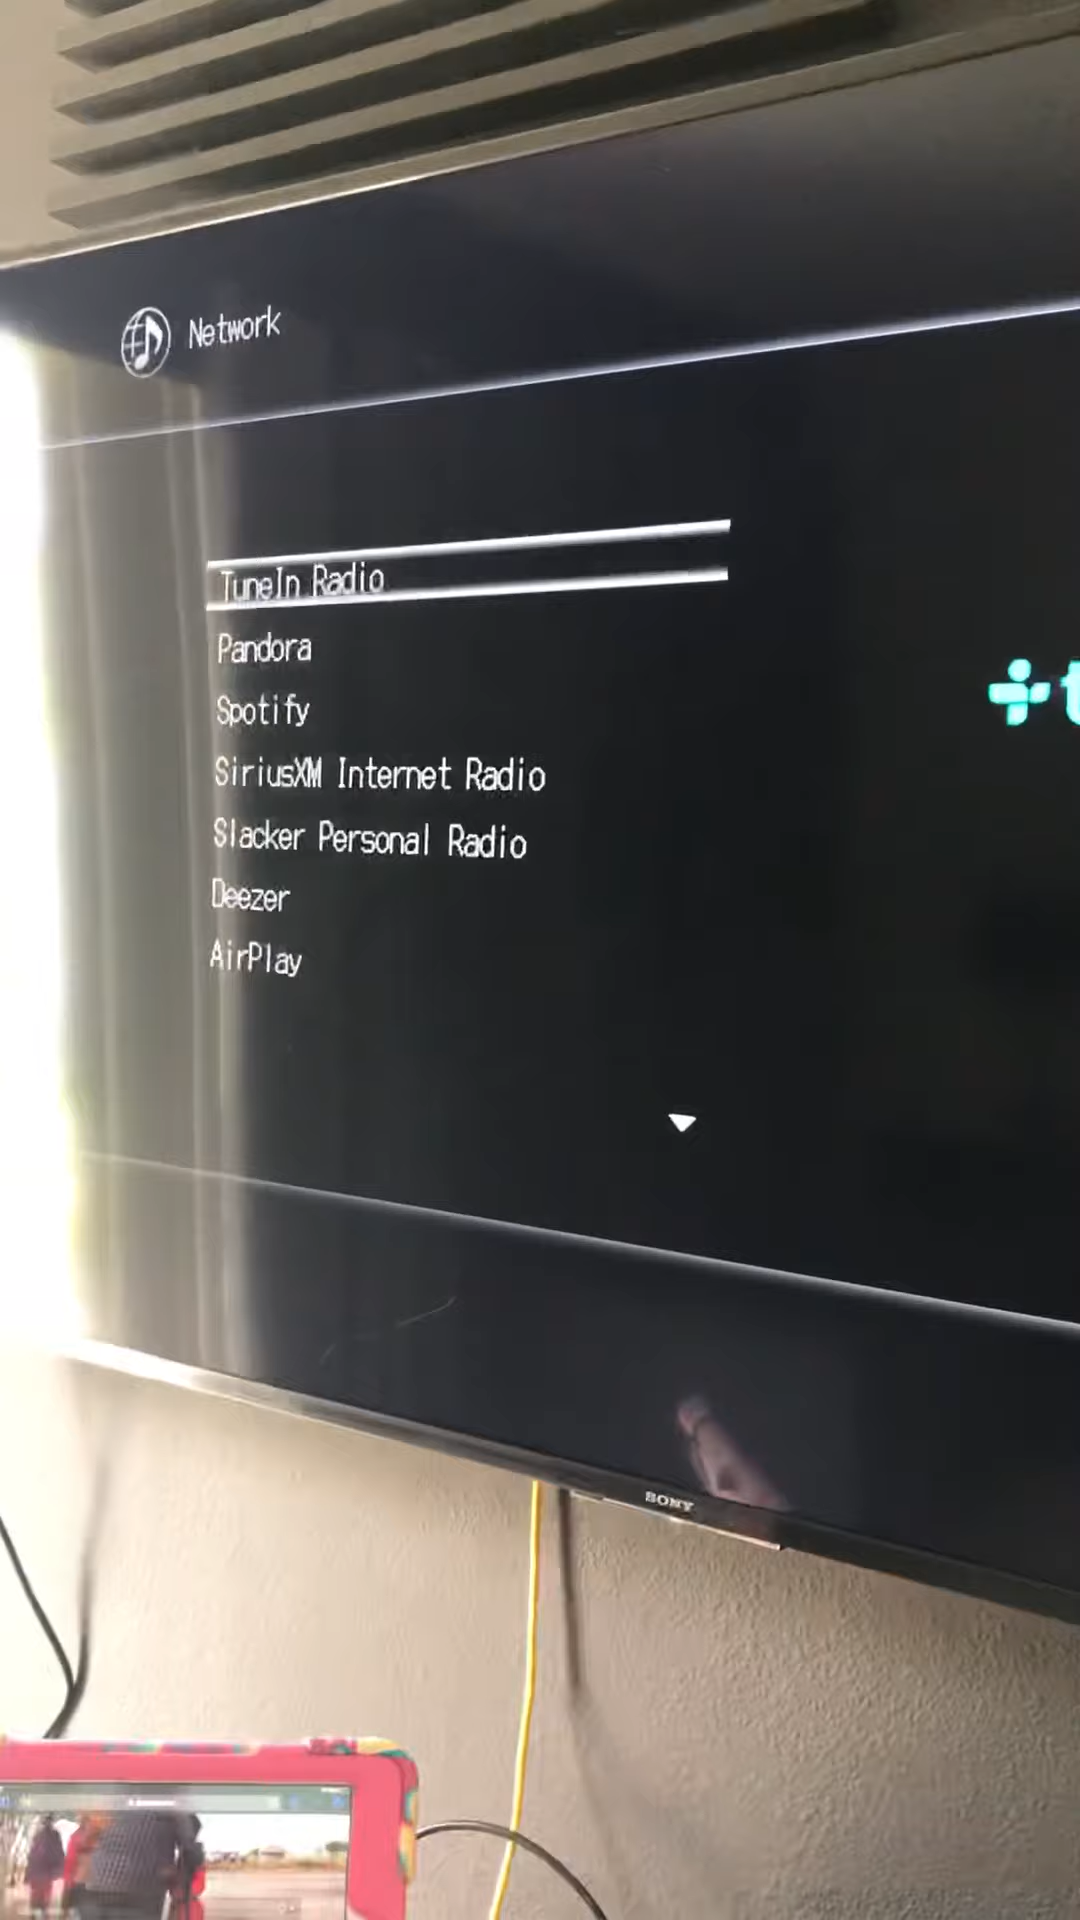 Network
TuneIn Radio
Pandora
t
Spotify
SiriusXM Internet Radio
Slacker Personal Radio
Deezer
AirPlay
SONY